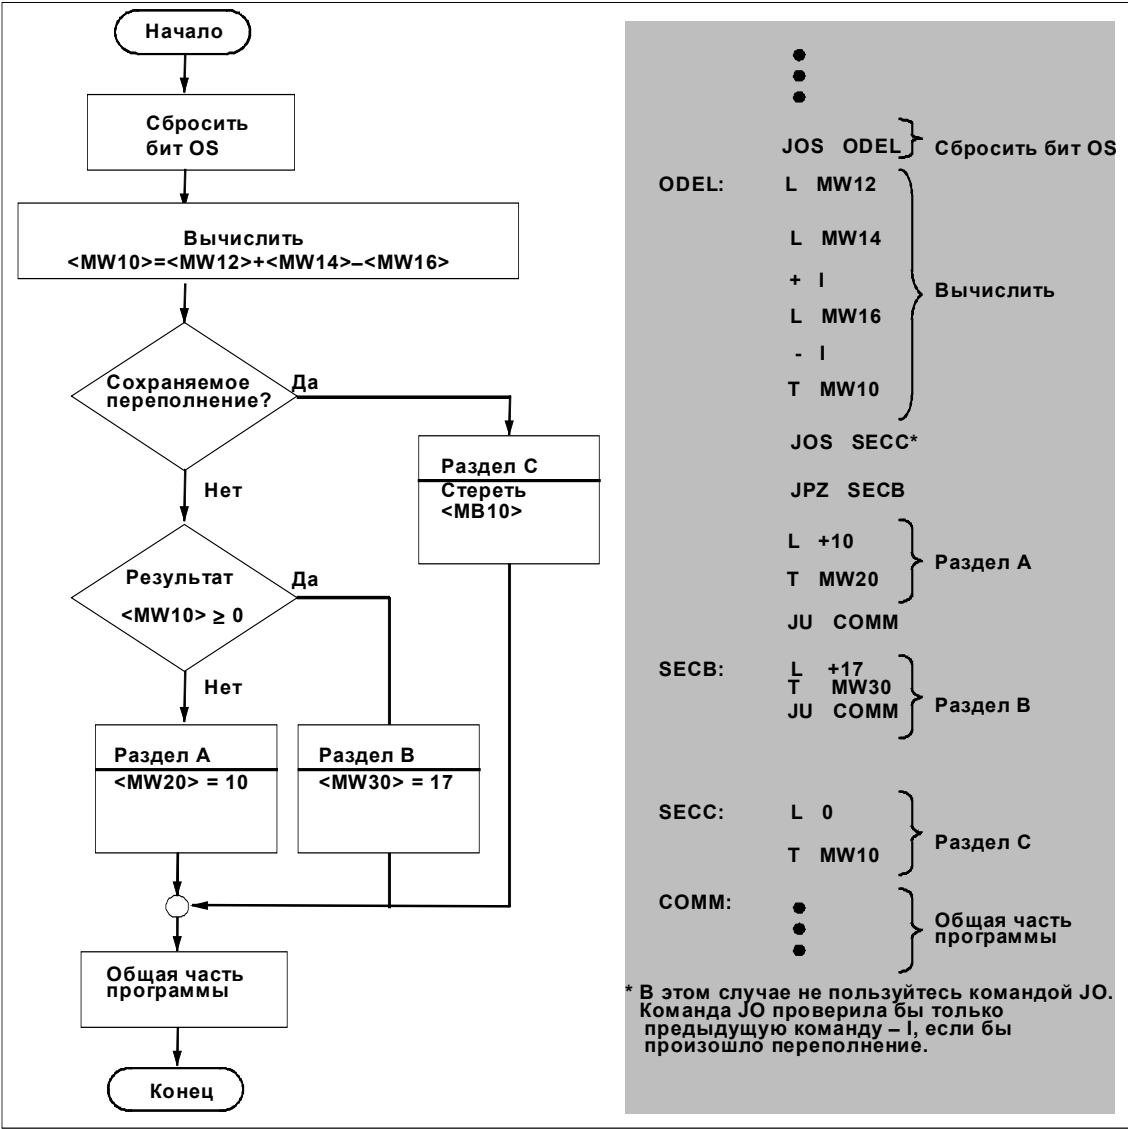 Начало
Сбросить
бит OS
Вычислить
<MW10>=<MW12>+<MW14>–<MW16>
Сохраняемое
переполнение?
Да
Нет
Раздел C
Стереть
<MB10>
Результат
<MW10> ≥ 0
Да
Нет
Раздел A
<MW20> = 10
Раздел B
<MW30> = 17
Общая часть
программы
Конец
JOS ODEL
Сбросить бит OS
ODEL: L MW12
L MW14
+ I
Вычислить
L MW16
- I
T MW10
JOS SECC*
JPZ SECB
L +10
Раздел A
T MW20
JU COMM
SECB: L +17
T MW30
JU COMM
Раздел B
SECC: L 0
Раздел C
T MW10
COMM:
Общая часть
программы
* В этом случае не пользуйтесь командой JO.
Команда JO проверила бы только
предыдущую команду – I, если бы
произошло переполнение.